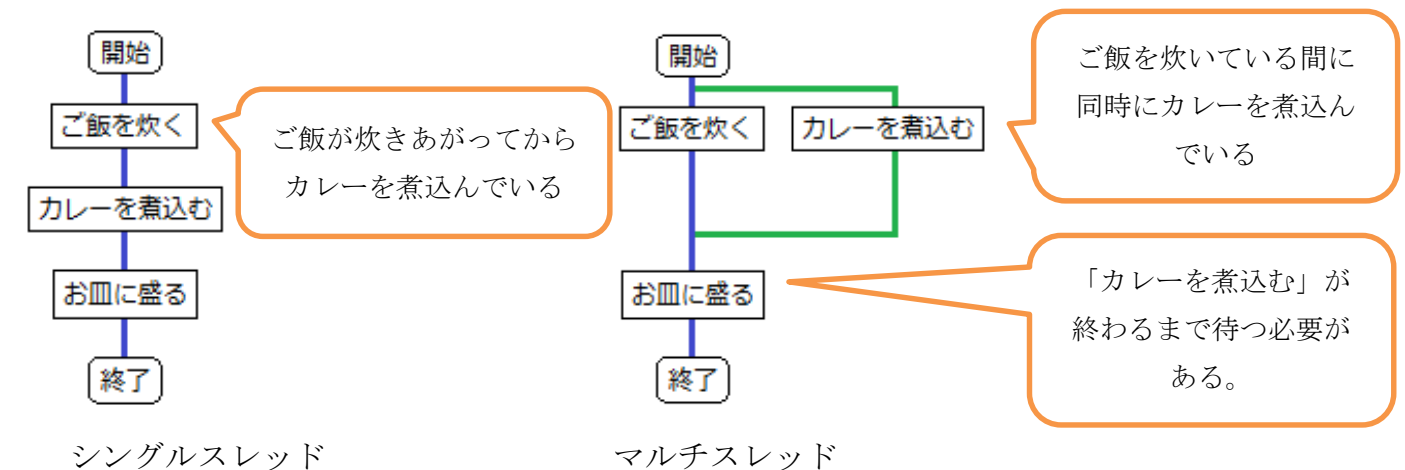 開始
ご飯を炊く
カレーを煮込む
お皿に盛る
終了
ご飯が炊きあがってから
カレーを煮込んでいる
シングルスレッド
開始
ご飯を炊く
カレーを煮込む
お皿に盛る
終了
ご飯を炊いている間に
同時にカレーを煮込ん
でいる
「カレーを煮込む」が
終わるまで待つ必要が
ある。
マルチスレッド